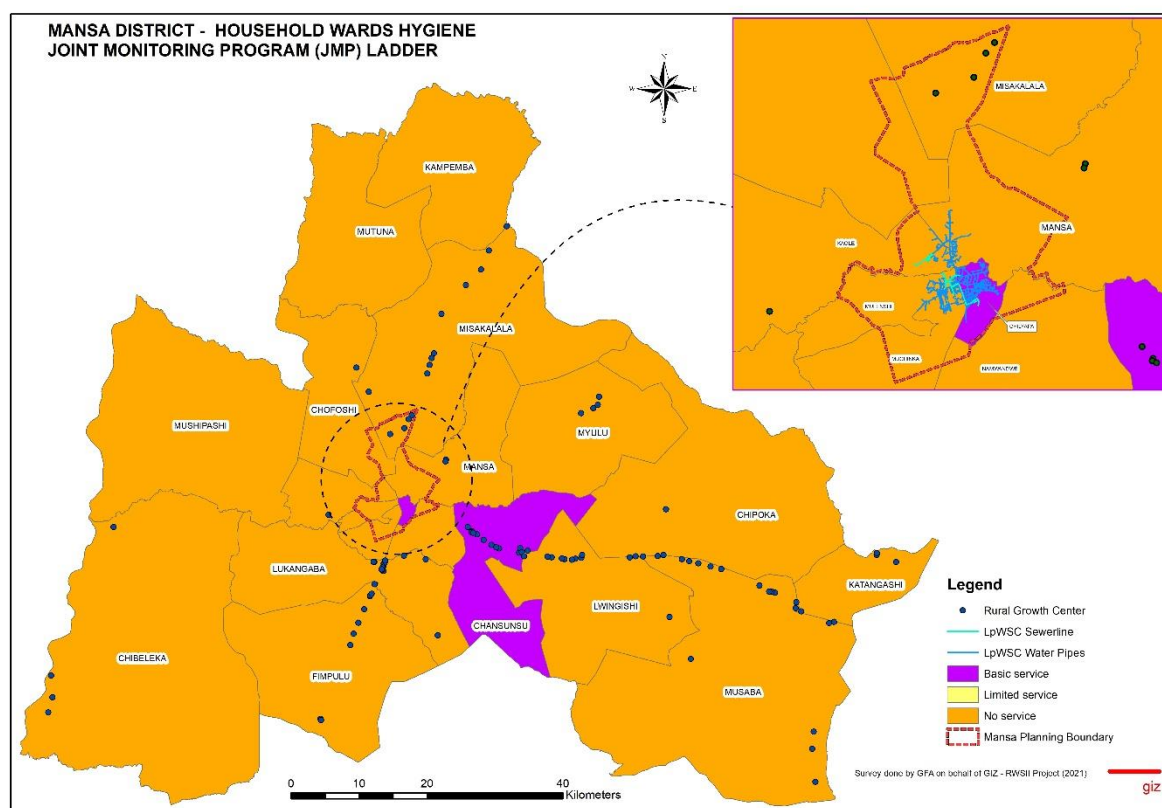 MANSA DISTRICT - HOUSEHOLD WARDS HYGIENE
JOINT MONITORING PROGRAM (JMP) LADDER
N
W
E
S
MISAKALALA
MANSA
KAOLE
MUCHINKA
KAMPEMBA
MUTUNA
MISAKALALA
CHOFOSHI
MUSHIPASHI
MYULU
MANSA
CHIPOKA
LUKANGABA
KATANGASHI
LWINGISHI
CHANSUNSU
CHIBELEKA
FIMPULU
MUSABA
Legend
Rural Growth Center
LpWSC Sewerline
LpWSC Water Pipes
Basic service
Limited service
No service
Mansa Planning Boundary
0 10 20 40
Kilometers
Survey done by GFA on behalf of GIZ - RWSII Project (2021)
giz